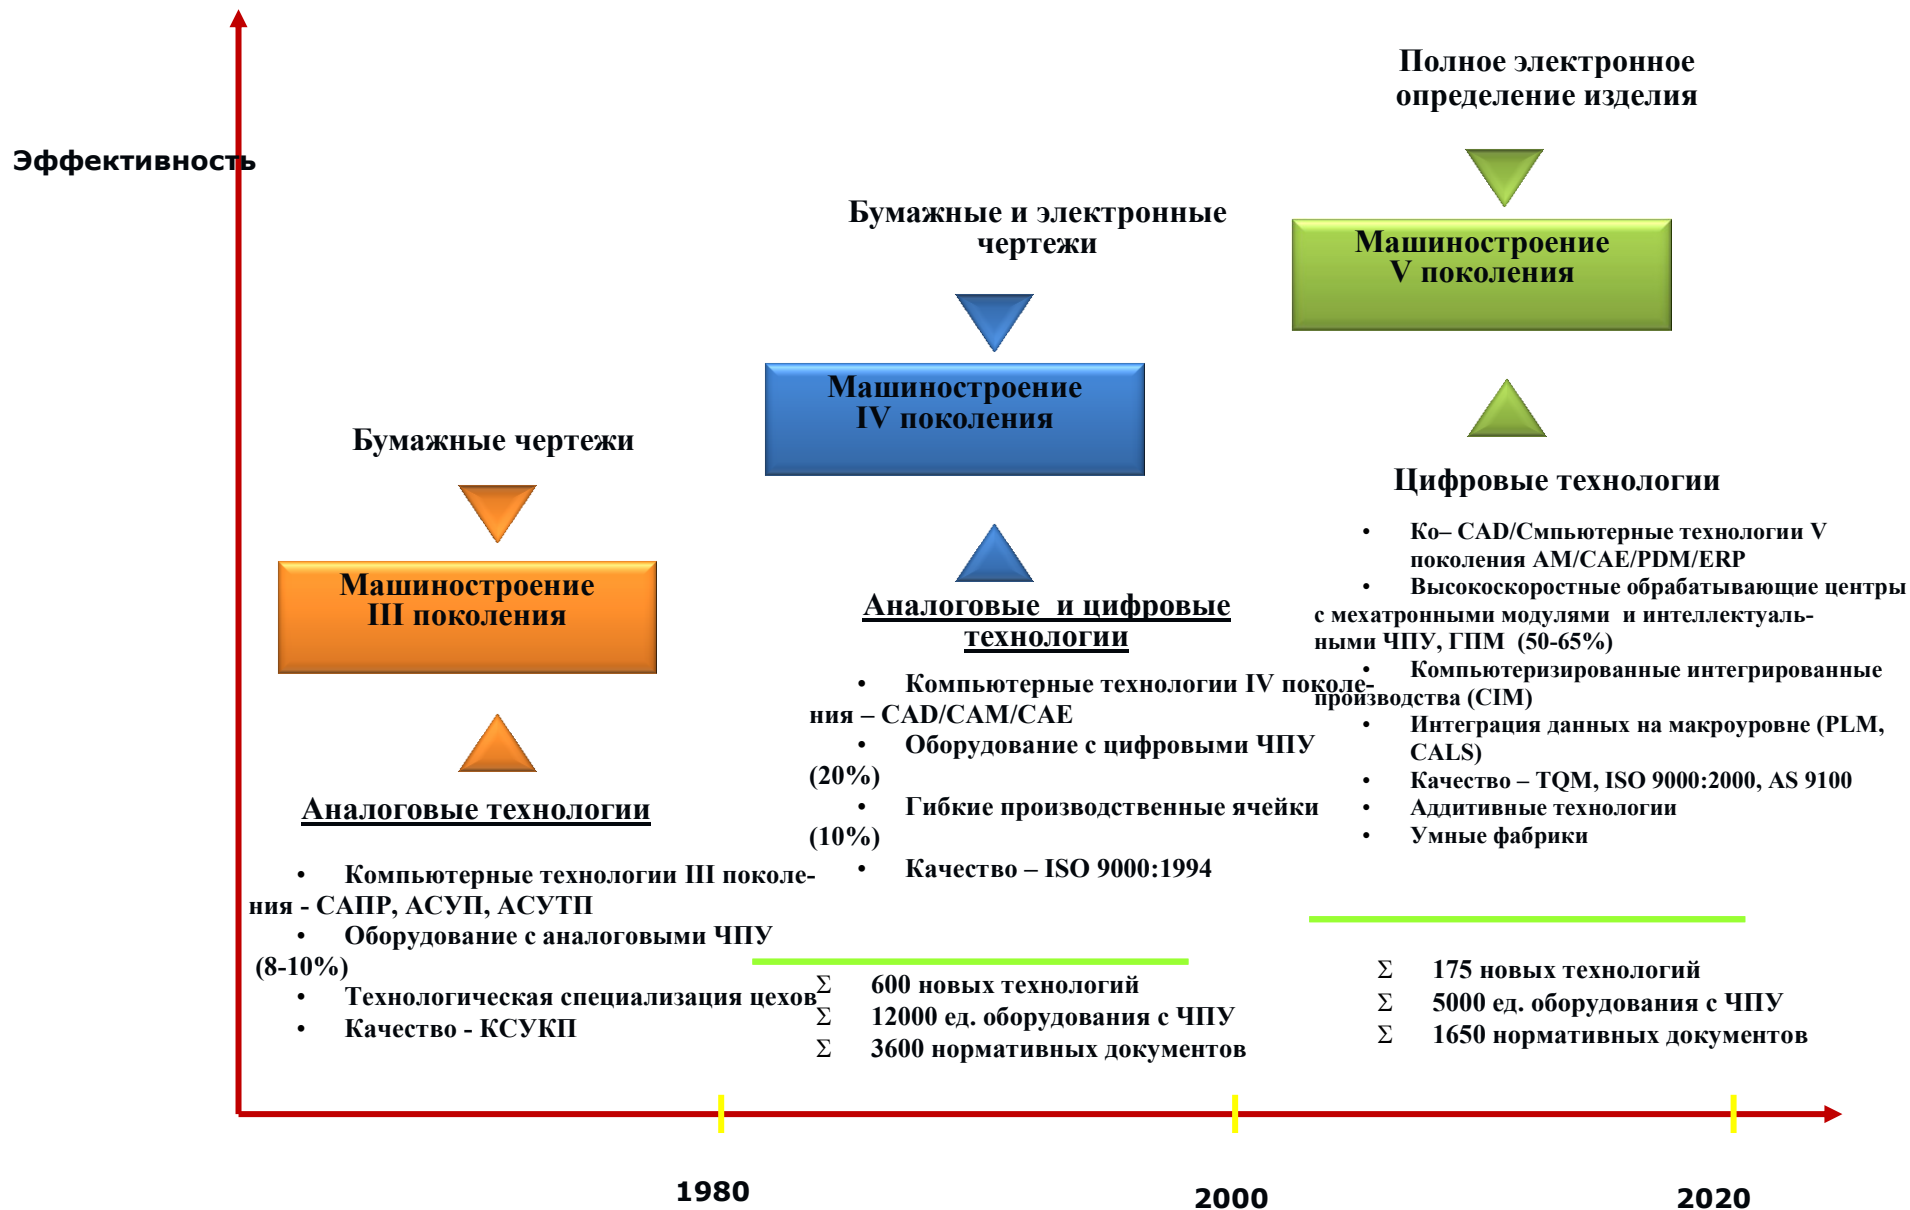 Эффективность
Бумажные чертежи
Машиностроение
III поколения
Аналоговые технологии
• Компьютерные технологии III поколе-
ния - САПР, АСУП, АСУТП
• Оборудование с аналоговыми ЧПУ
(8-10%)
• Технологическая специализация цехов
• Качество - КСУКП
Бумажные и электронные
чертежи
Машиностроение
IV поколения
Аналоговые и цифровые
технологии
• Компьютерные технологии IV поколе-
ния – CAD/CAM/CAE
• Оборудование с цифровыми ЧПУ
(20%)
• Гибкие производственные ячейки
(10%)
• Качество – ISO 9000:1994
Σ 600 новых технологий
Σ 12000 ед. оборудования с ЧПУ
Σ 3600 нормативных документов
Полное электронное
определение изделия
Машиностроение
V поколения
Цифровые технологии
• Ко– CAD/Смпьютерные технологии V
поколения AM/CAE/PDM/ERP
• Высокоскоростные обрабатывающие центры
с мехатронными модулями и интеллектуаль-
ными ЧПУ, ГПМ (50-65%)
• Компьютеризированные интегрированные
производства (CIM)
• Интеграция данных на макроуровне (PLM,
CALS)
• Качество – TQM, ISO 9000:2000, AS 9100
• Аддитивные технологии
• Умные фабрики
Σ 175 новых технологий
Σ 5000 ед. оборудования с ЧПУ
Σ 1650 нормативных документов
1980
2000
2020